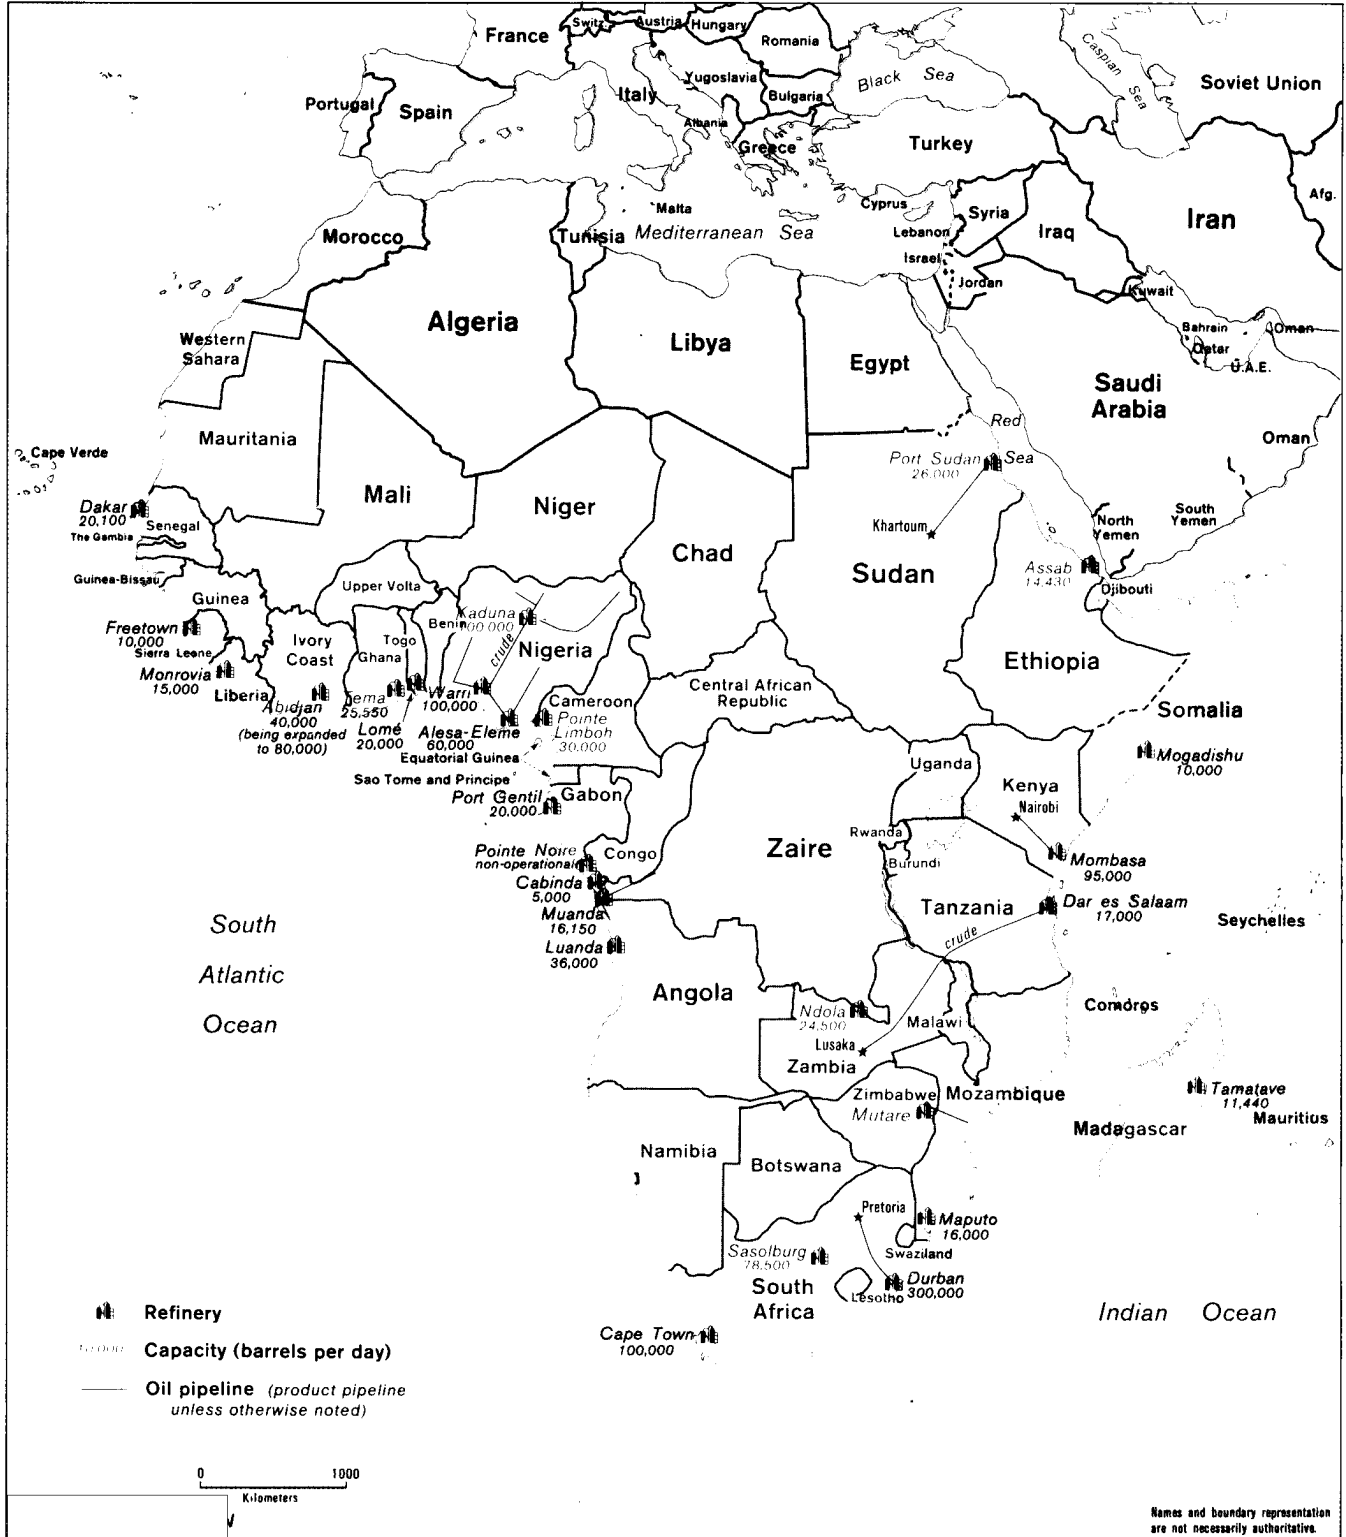 France
Switz.
Austria
Hungary
Romania
Yugoslavia
Italy
Bulgaria
Albania
Greece
Portugal
Spain
Black Sea
Caspian
Sea
Soviet Union
Turkey
Afg.
Malta
Mediterranean Sea
Cyprus
Syria
Lebanon
Israel
Jordan
Iraq
Iran
Kuwait
Bahrain
Qatar
Oman
U.A.E.
Saudi
Arabia
Oman
Morocco
Tunisia
Algeria
Libya
Egypt
Western
Sahara
Mauritania
Mali
Niger
Chad
Sudan
Red
Sea
Port Sudan
26,000
Khartoum
North
Yemen
South
Yemen
Assab
14,430
Djibouti
Cape Verde
Dakar
20,100
Senegal
The Gambia
Guinea-Bissau
Guinea
Upper Volta
Freetown
10,000
Sierra Leone
Monrovia
15,000
Liberia
Ivory
Coast
Abidjan
40,000
(being expanded
to 80,000)
Togo
Ghana
Benin
Tema
25,550
Lomé
20,000
Kaduna
crude
Nigeria
Warri
100,000
Alesa-Eleme
60,000
Cameroon
Pointe
Limboh
30,000
Equatorial Guinea
Sao Tome and Principe
Port Gentil
20,000
Gabon
Central African
Republic
Ethiopia
Somalia
Mogadishu
10,000
Uganda
Kenya
Nairobi
Mombasa
95,000
Rwanda
Burundi
Zaire
Pointe Noire
non-operational
Congo
Cabinda
5,000
Muanda
16,150
Luanda
36,000
Tanzania
Dar es Salaam
17,000
crude
Seychelles
South
Atlantic
Ocean
Angola
Ndola
24,500
Lusaka
Zambia
Malawi
Comoros
Zimbabwe
Mutare
Mozambique
Tamatave
11,440
Mauritius
Madagascar
Namibia
Botswana
Pretoria
Maputo
16,000
Swaziland
Sasolburg
78,500
South
Africa
Lesotho
Durban
300,000
Cape Town
100,000
Indian Ocean
Refinery
Capacity (barrels per day)
Oil pipeline (product pipeline
unless otherwise noted)
0 1000
Kilometers
Names and boundary representation
are not necessarily authoritative.